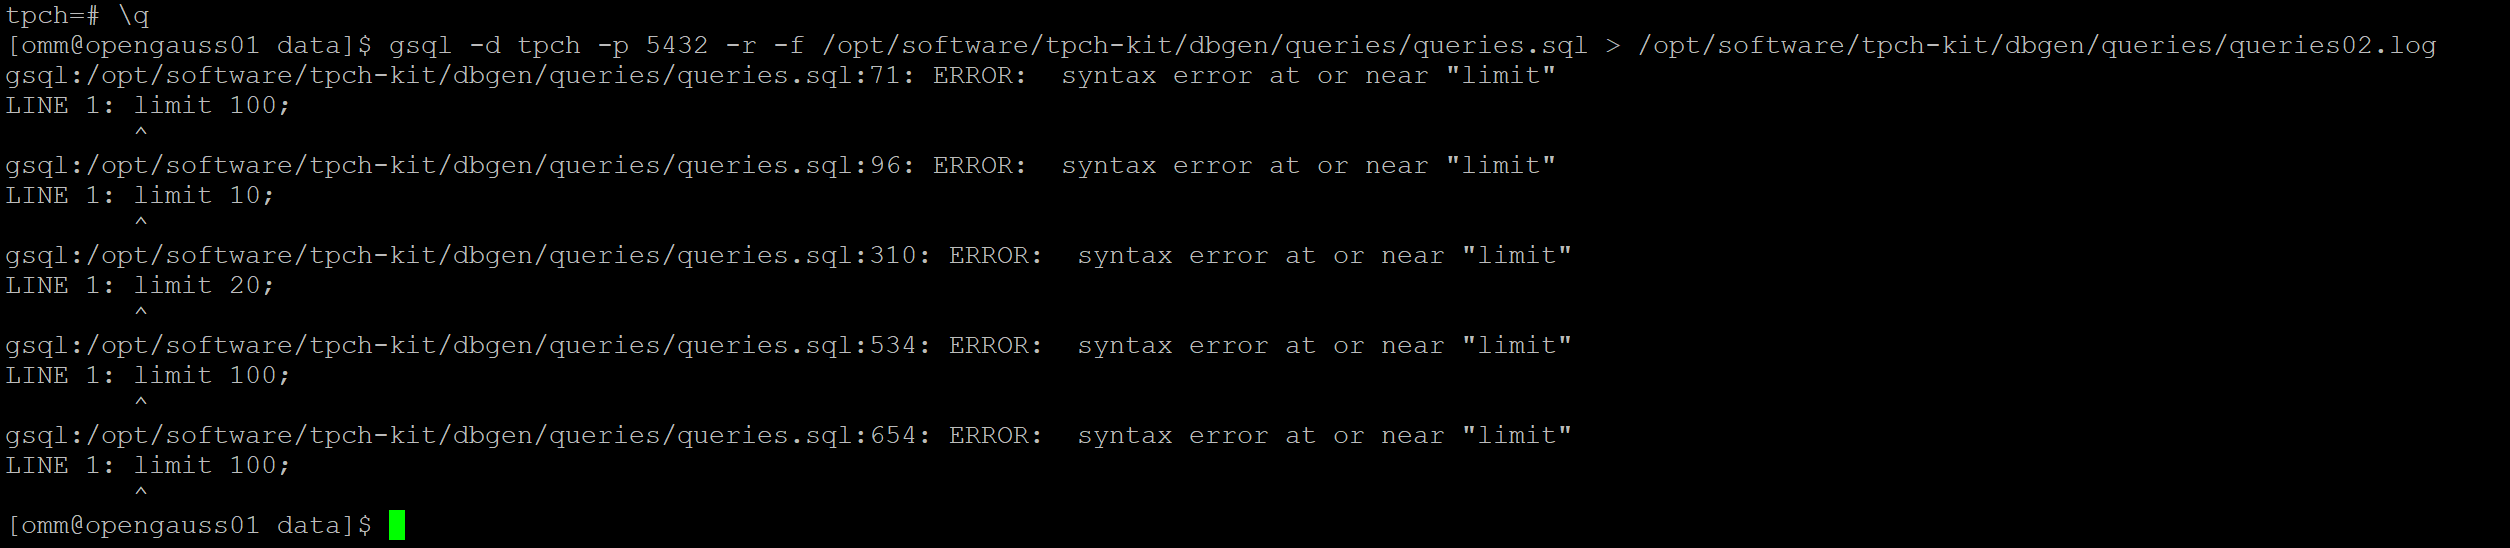 tpch=# \q
[omm@opengauss01 data]$ gsql -d tpch -p 5432 -r -f /opt/software/tpch-kit/dbgen/queries/queries.sql > /opt/software/tpch-kit/dbgen/queries/queries02.log
gsql:/opt/software/tpch-kit/dbgen/queries/queries.sql:71: ERROR:  syntax error at or near "limit"
LINE 1: limit 100;
        ^
gsql:/opt/software/tpch-kit/dbgen/queries/queries.sql:96: ERROR:  syntax error at or near "limit"
LINE 1: limit 10;
        ^
gsql:/opt/software/tpch-kit/dbgen/queries/queries.sql:310: ERROR:  syntax error at or near "limit"
LINE 1: limit 20;
        ^
gsql:/opt/software/tpch-kit/dbgen/queries/queries.sql:534: ERROR:  syntax error at or near "limit"
LINE 1: limit 100;
        ^
gsql:/opt/software/tpch-kit/dbgen/queries/queries.sql:654: ERROR:  syntax error at or near "limit"
LINE 1: limit 100;
        ^
[omm@opengauss01 data]$